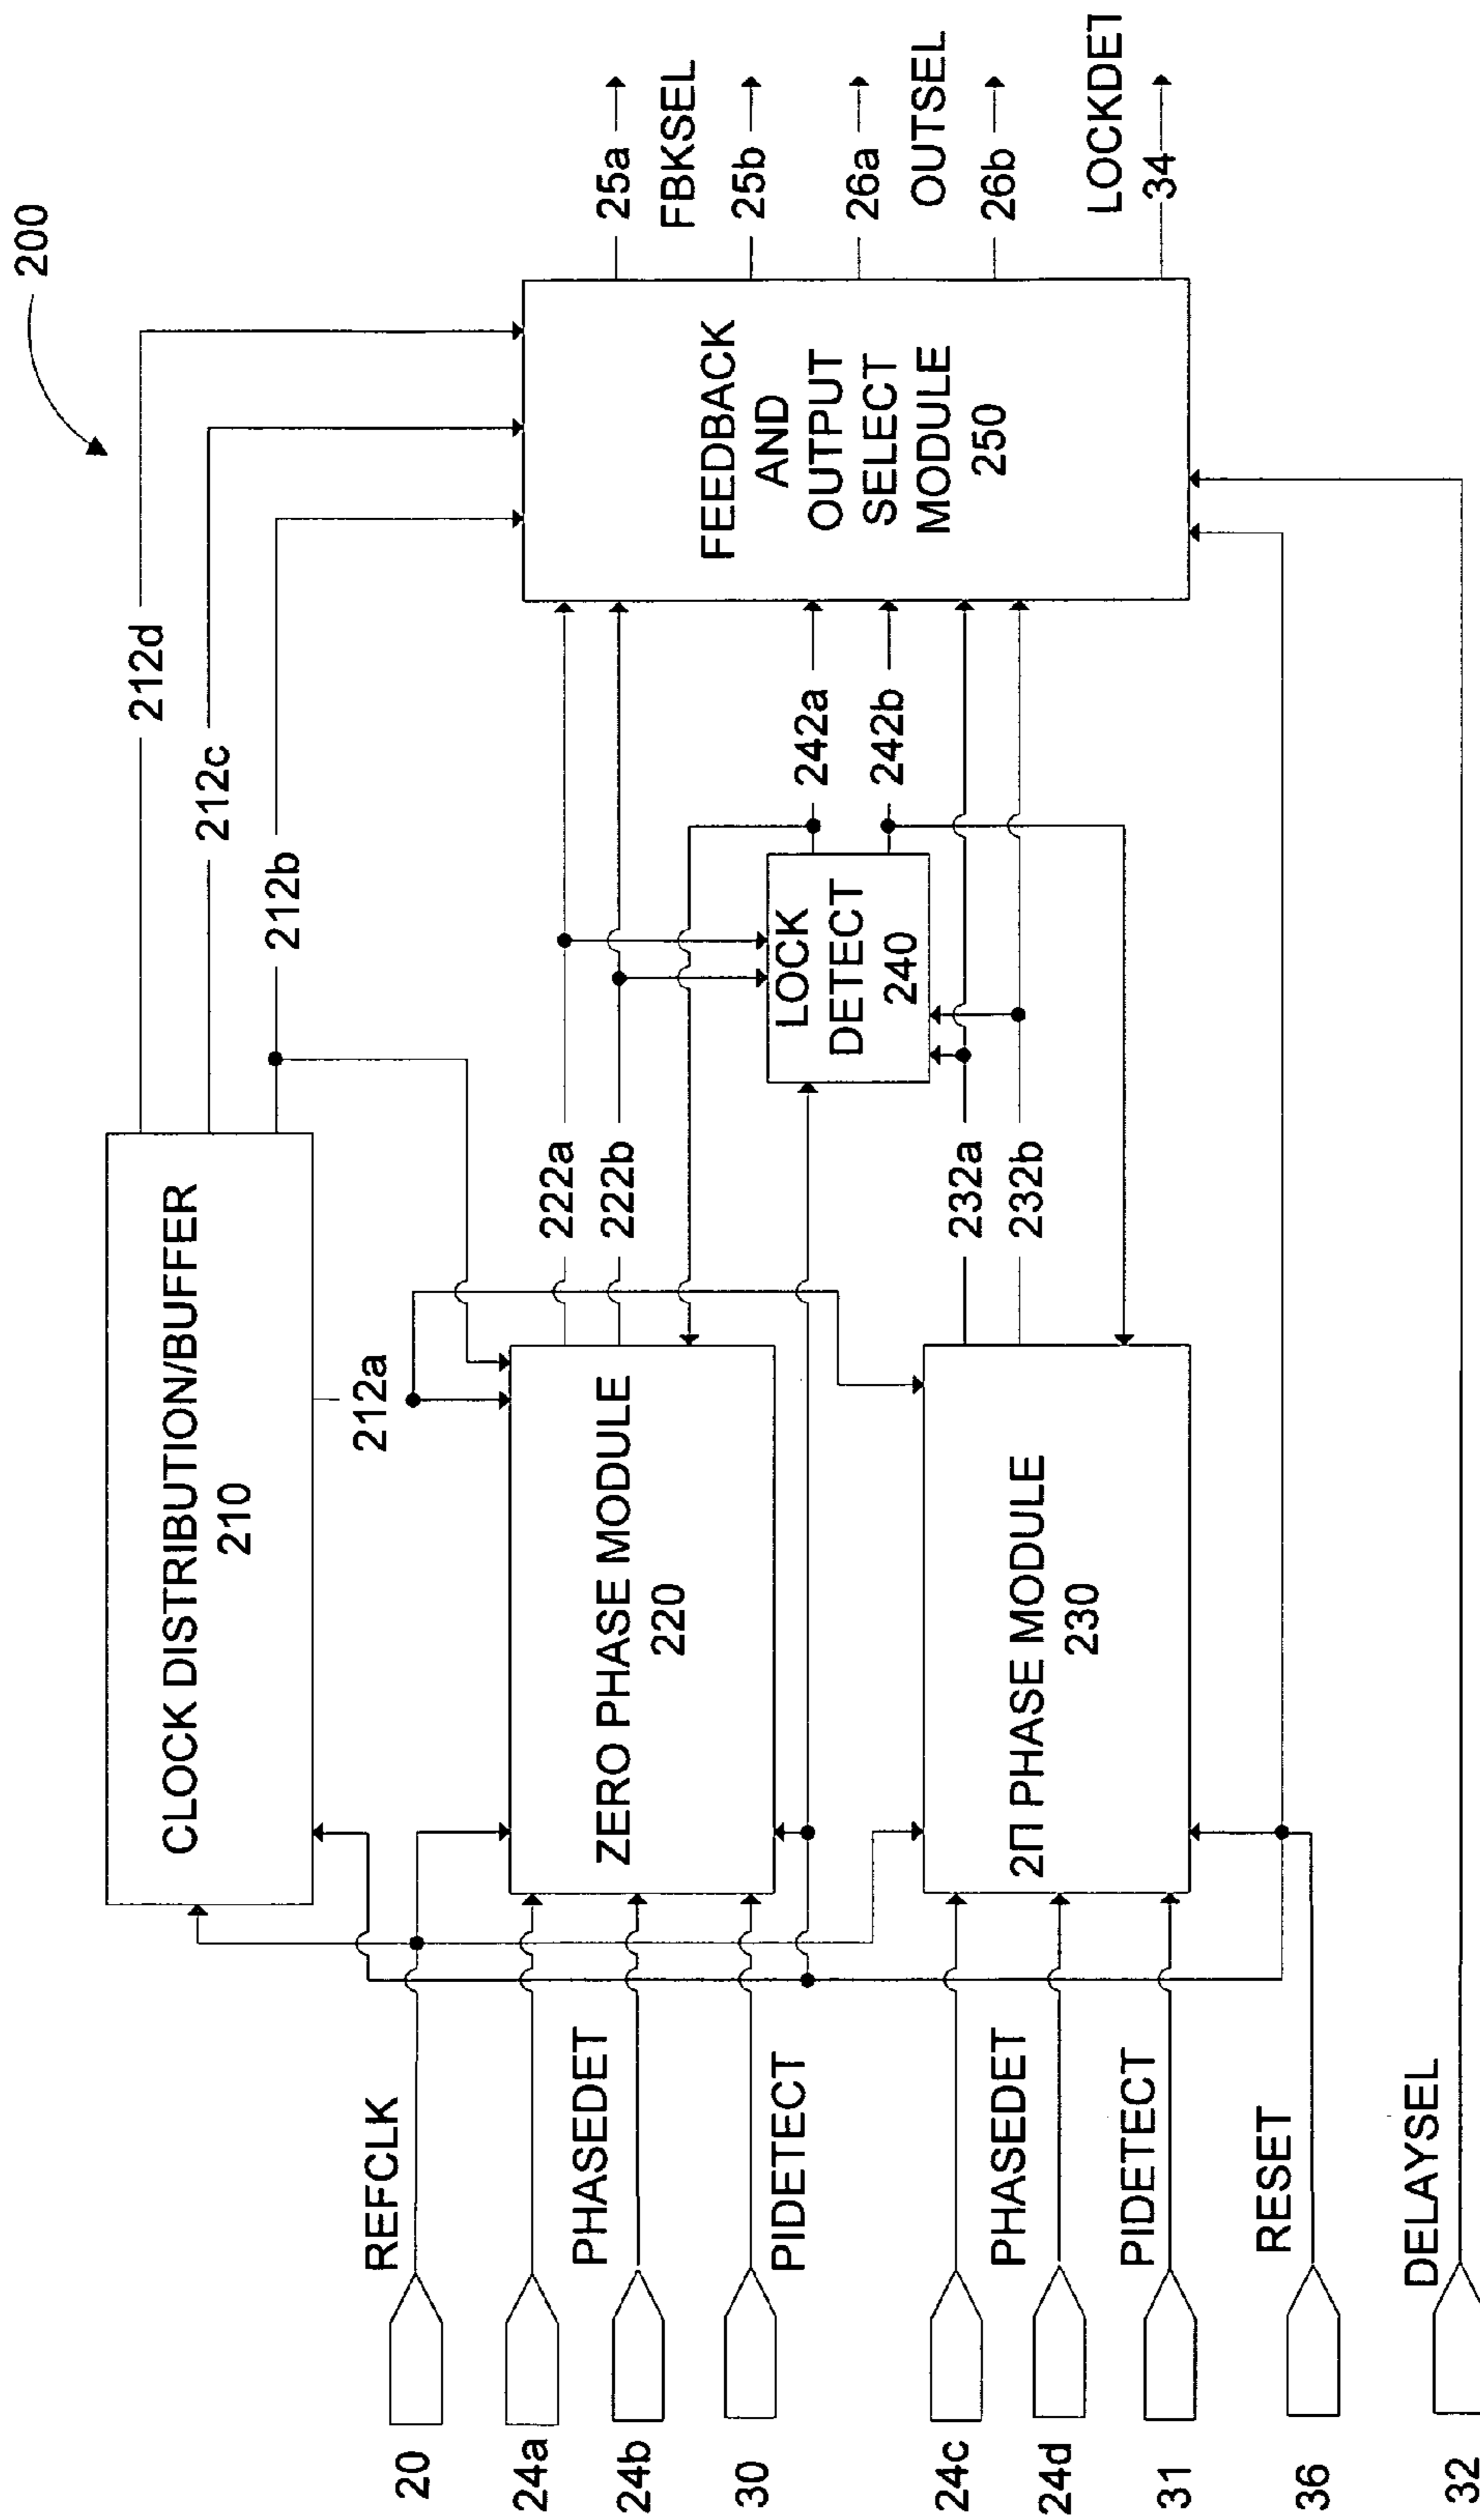 200
CLOCK DISTRIBUTION/BUFFER
210
212d
212c
212b
212a
ZERO PHASE MODULE
220
222a
222b
2Π PHASE MODULE
230
232a
232b
LOCK
DETECT
240
242a
242b
FEEDBACK
AND
OUTPUT
SELECT
MODULE
250
25a
FBKSEL
25b
26a
OUTSEL
26b
LOCKDET
34
20
REFCLK
24a
PHASEDET
24b
30
PIDETECT
24c
PHASEDET
24d
PIDETECT
31
RESET
36
DELAYSEL
32